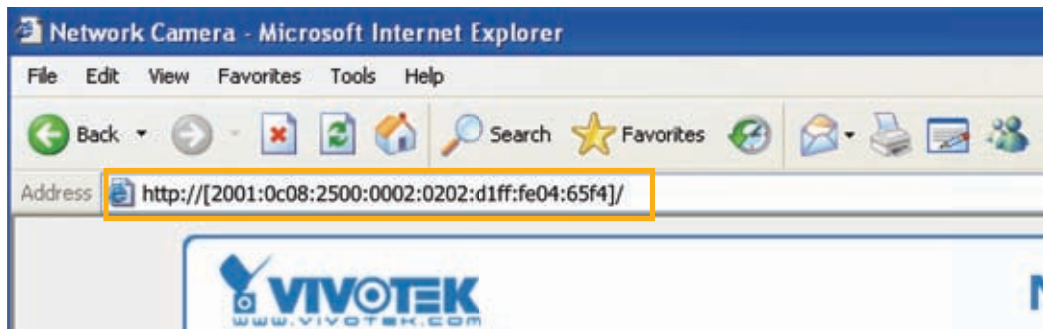 Network Camera - Microsoft Internet Explorer
File Edit View Favorites Tools Help
Back Search Favorites
Address http://[2001:0c08:2500:0002:0202:d1ff:fe04:65f4]/
VIVOTEK
www.vivotek.com